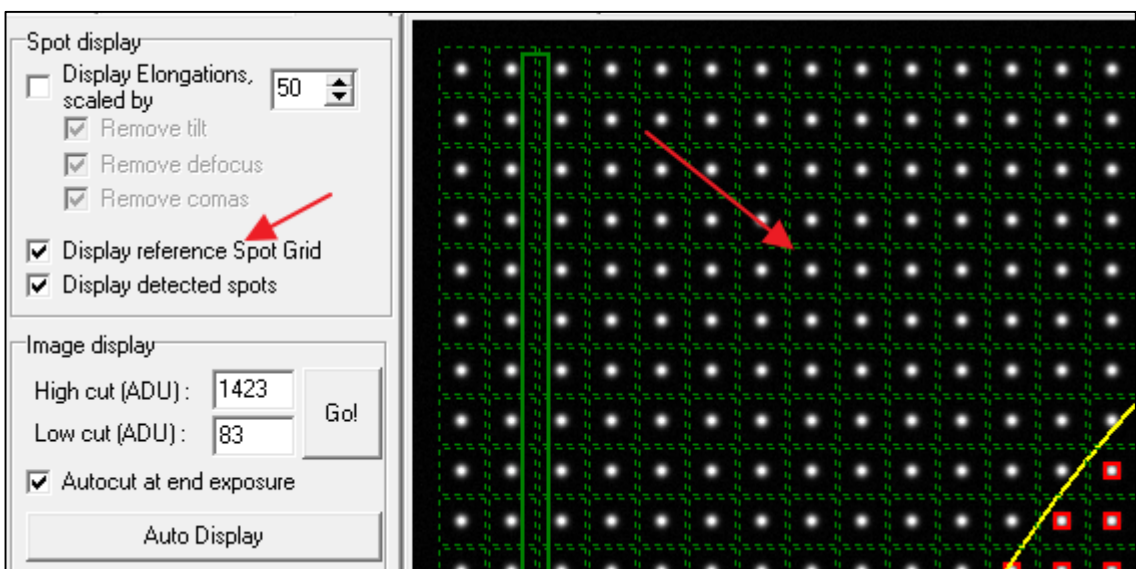 Spot display
Display Elongations,
scaled by
50
Remove tilt
Remove defocus
Remove comas
Display reference Spot Grid
Display detected spots
Image display
High cut (ADU) : 1423
Go!
Low cut (ADU) : 83
Autocut at end exposure
Auto Display